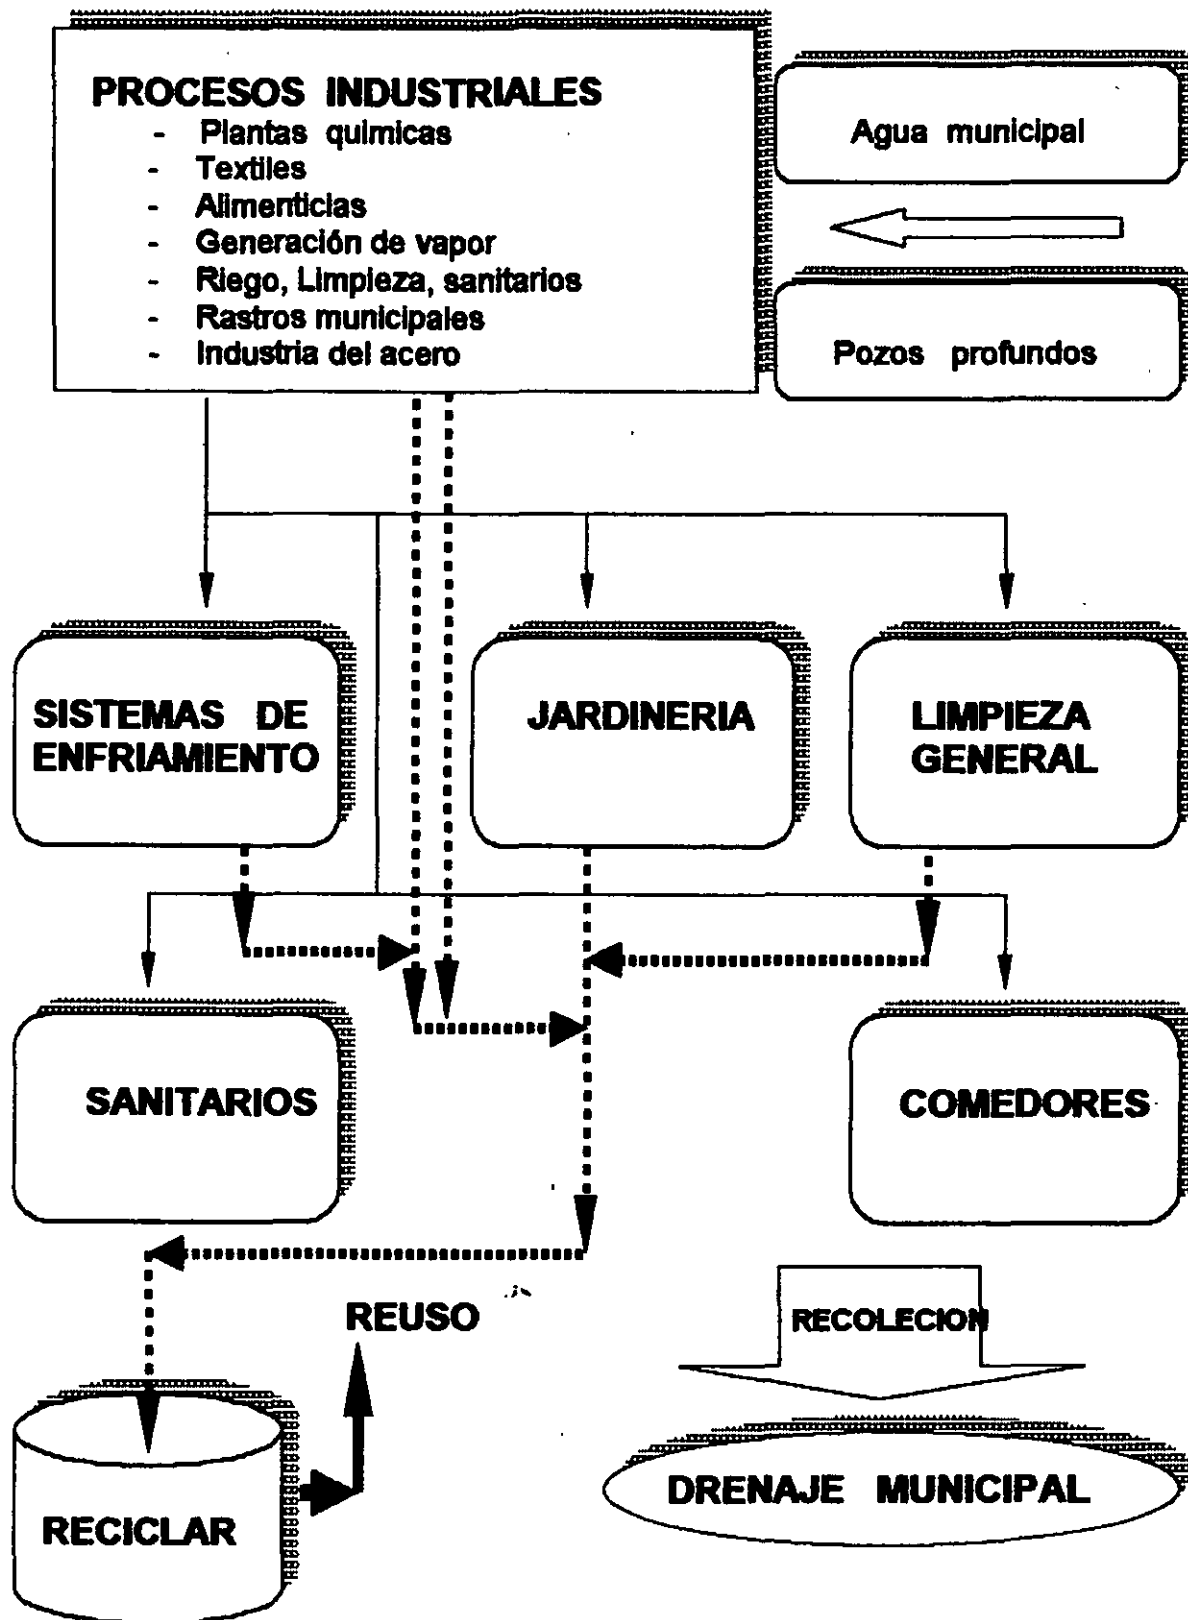 PROCESOS INDUSTRIALES
- Plantas quimicas
- Textiles
- Alimenticias
- Generación de vapor
- Riego, Limpieza, sanitarios
- Rastros municipales
- Industria del acero
Agua municipal
Pozos profundos
SISTEMAS DE
ENFRIAMIENTO
JARDINERIA
LIMPIEZA
GENERAL
SANITARIOS
COMEDORES
REUSO
RECOLECION
RECICLAR
DRENAJE MUNICIPAL